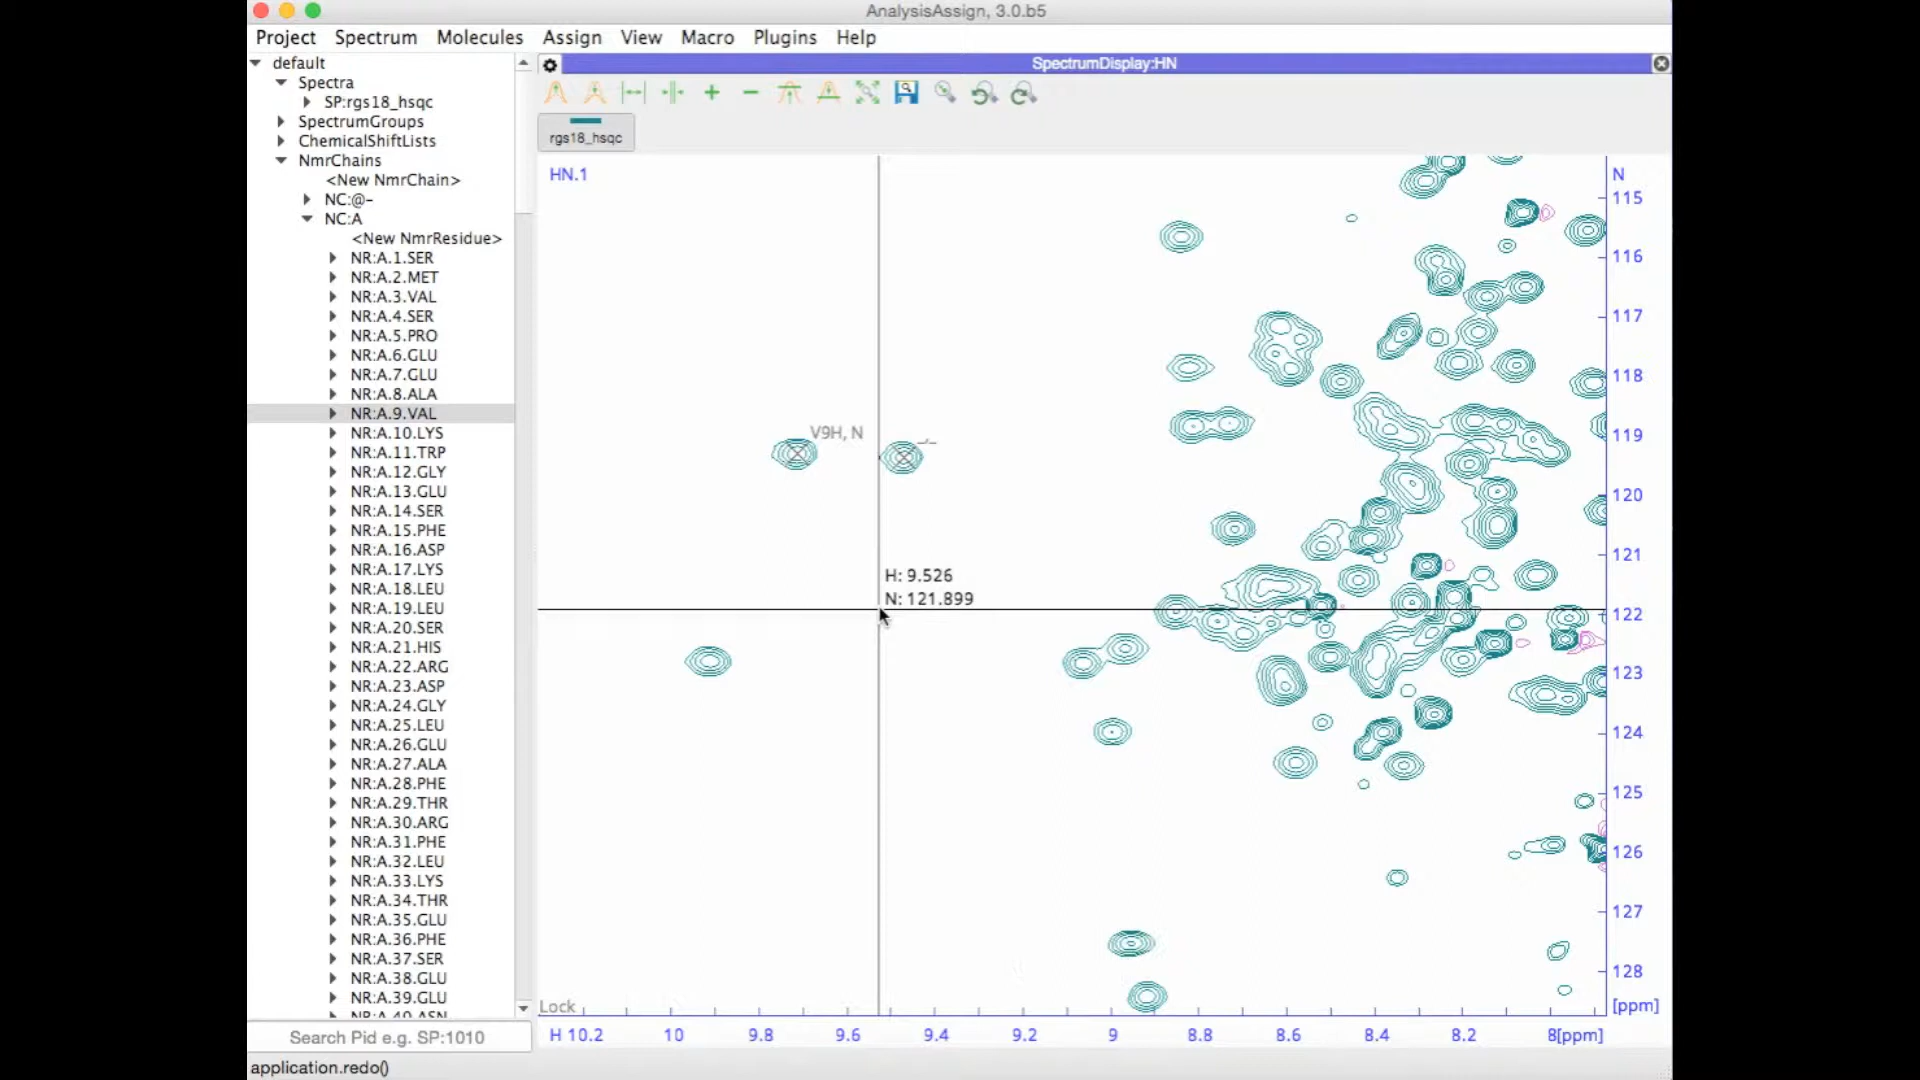 AnalysisAssign, 3.0.b5
Project Spectrum Molecules Assign View Macro Plugins Help
default
Spectra
SP:rgs18_hsqc
SpectrumGroups
ChemicalShiftLists
NmrChains
<New NmrChain>
NC:@-
NC:A
<New NmrResidue>
NR:A.1.SER
NR:A.2.MET
NR:A.3.VAL
NR:A.4.SER
NR:A.5.PRO
NR:A.6.GLU
NR:A.7.GLU
NR:A.8.ALA
NR:A.9.VAL
NR:A.10.LYS
NR:A.11.TRP
NR:A.12.GLY
NR:A.13.GLU
NR:A.14.SER
NR:A.15.PHE
NR:A.16.ASP
NR:A.17.LYS
NR:A.18.LEU
NR:A.19.LEU
NR:A.20.SER
NR:A.21.HIS
NR:A.22.ARG
NR:A.23.ASP
NR:A.24.GLY
NR:A.25.LEU
NR:A.26.GLU
NR:A.27.ALA
NR:A.28.PHE
NR:A.29.THR
NR:A.30.ARG
NR:A.31.PHE
NR:A.32.LEU
NR:A.33.LYS
NR:A.34.THR
NR:A.35.GLU
NR:A.36.PHE
NR:A.37.SER
NR:A.38.GLU
NR:A.39.GLU
NR:A.40.ASN
Search Pid e.g. SP:1010
application.redo()
SpectrumDisplay:HN
rgs18_hsqc
HN.1
V9H, N
_/_
H: 9.526
N: 121.899
N
115
116
117
118
119
120
121
122
123
124
125
126
127
128
[ppm]
Lock
H 10.2 10 9.8 9.6 9.4 9.2 9 8.8 8.6 8.4 8.2 8[ppm]